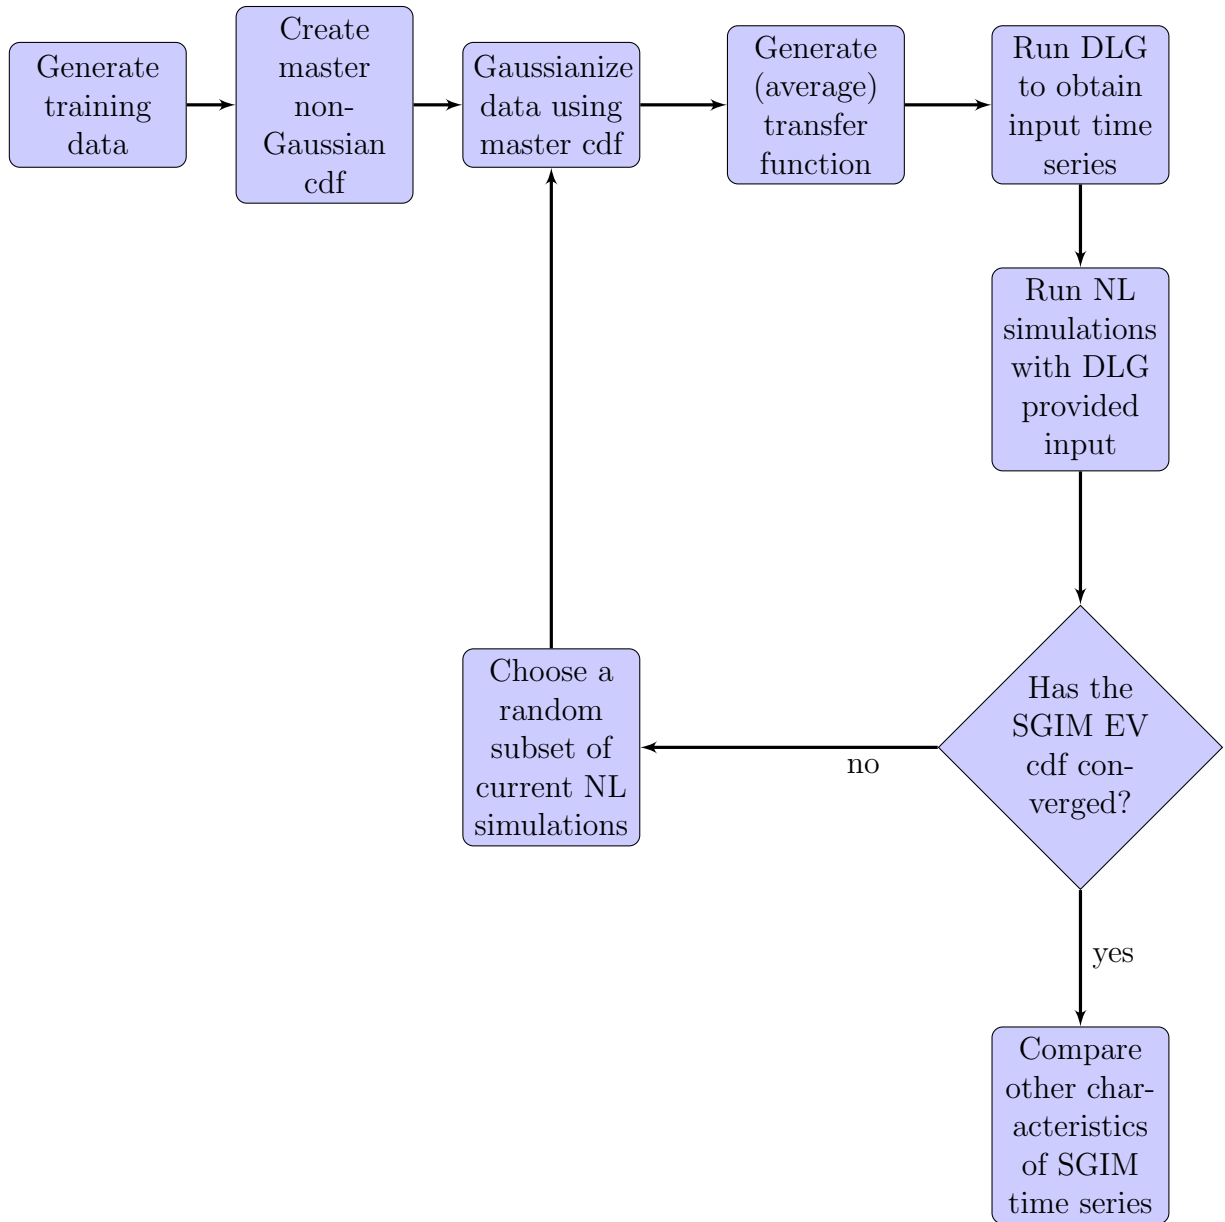 Generate
training
data
Create
master
non-
Gaussian
cdf
Gaussianize
data using
master cdf
Generate
(average)
transfer
function
Run DLG
to obtain
input time
series
Run NL
simulations
with DLG
provided
input
Has the
SGIM EV
cdf con-
verged?
no
Choose a
random
subset of
current NL
simulations
yes
Compare
other char-
acteristics
of SGIM
time series